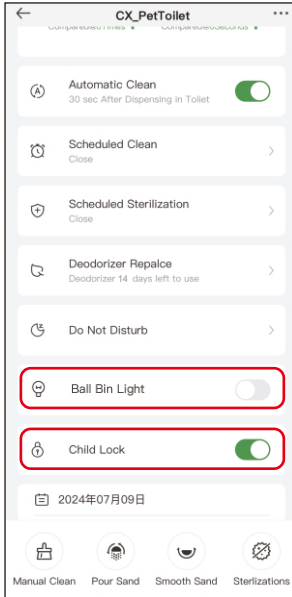 CX_PetToilet
Automatic Clean
30 sec After Dispensing in Toilet
Scheduled Clean
Close
Scheduled Sterilization
Close
Deodorizer Repalce
Deodorizer 14 days left to use
Do Not Disturb
Ball Bin Light
Child Lock
2024年07月09日
Manual Clean Pour Sand Smooth Sand Sterlizations